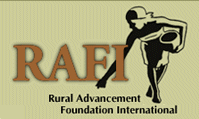 RAFI
Rural Advancement
Foundation International